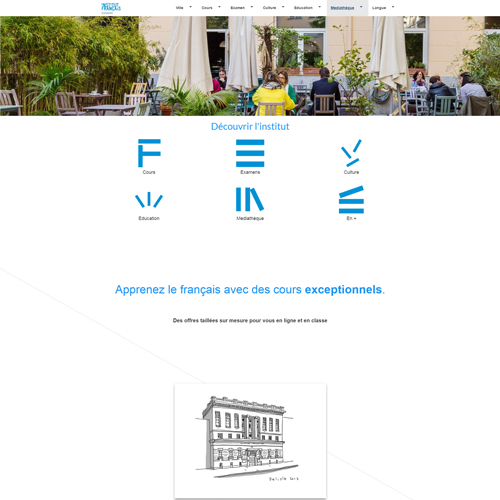 Ville Cours Examen Culture Education Médiathèque Langue
Découvrir l'institut
Cours Examens Culture
Education Médiathèque En +
Apprenez le français avec des cours exceptionnels.
Des offres taillées sur mesure pour vous en ligne et en classe